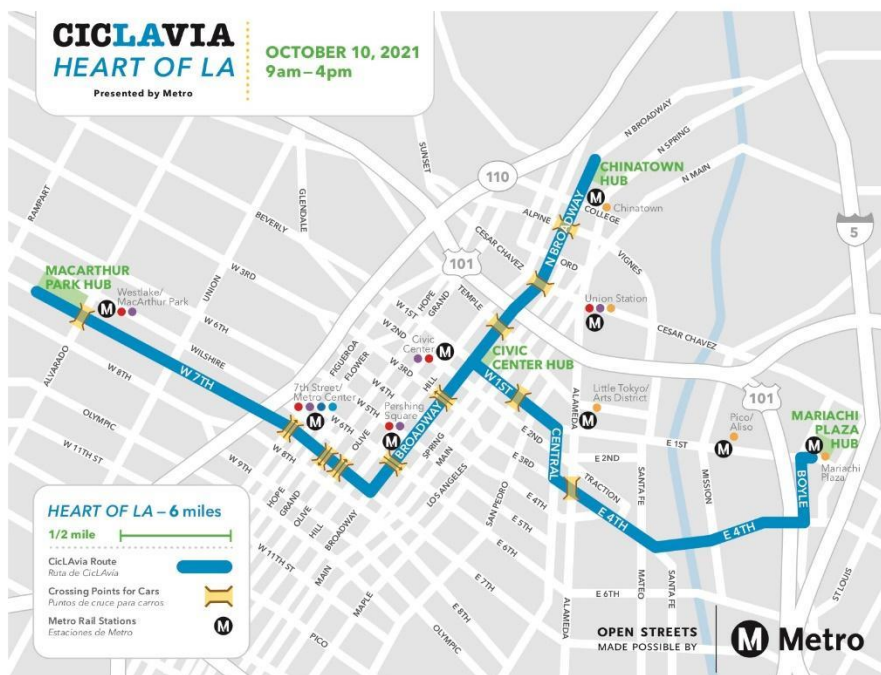 CICLAVIA
HEART OF LA
Presented by Metro
OCTOBER 10, 2021
9am–4pm
SUNSET
N BROADWAY
N SPRING
N MAIN
CHINATOWN
HUB
110
Chinatown
RAMPART
GLENDALE
BEVERLY
ALPINE
COLLEGE
N BROADWAY
CESAR CHAVEZ
ORD
VIGNES
101
5
MACARTHUR
PARK HUB
Westlake/
MacArthur Park
UNION
W 3RD
W 6TH
W 1ST
HOPE
GRAND
TEMPLE
Union Station
CESAR CHAVEZ
WILSHIRE
W 7TH
ALVARADO
W 8TH
FIGUEROA
FLOWER
W 2ND
W 3RD
W 4TH
W 5TH
W 6TH
Civic
Center
HILL
CIVIC
CENTER HUB
W 1ST
7th Street/
Metro Center
OLIVE
Pershing
Square
BROADWAY
SPRING
MAIN
LOS ANGELES
Little Tokyo/
Arts District
ALAMEDA
Pico/
Aliso
101
MARIACHI
PLAZA
HUB
Mariachi
Plaza
OLYMPIC
W 11TH ST
W 9TH
W 8TH
HOPE
GRAND
OLIVE
HILL
BROADWAY
W 11TH ST
MAIN
MAPLE
PICO
E 1ST
E 2ND
E 2ND
E 3RD
CENTRAL
TRACTION
SANTA FE
MISSION
BOYLE
SAN PEDRO
E 4TH
E 5TH
E 6TH
E 4TH
E 4TH
E 7TH
E 8TH
OLYMPIC
E 6TH
ALAMEDA
MATEO
SANTA FE
ST LOUIS
HEART OF LA – 6 miles
1/2 mile
CicLAvia Route
Ruta de CicLAvía
Crossing Points for Cars
Puntos de cruce para carros
Metro Rail Stations
Estaciones de Metro
M
OPEN STREETS
MADE POSSIBLE BY
M Metro